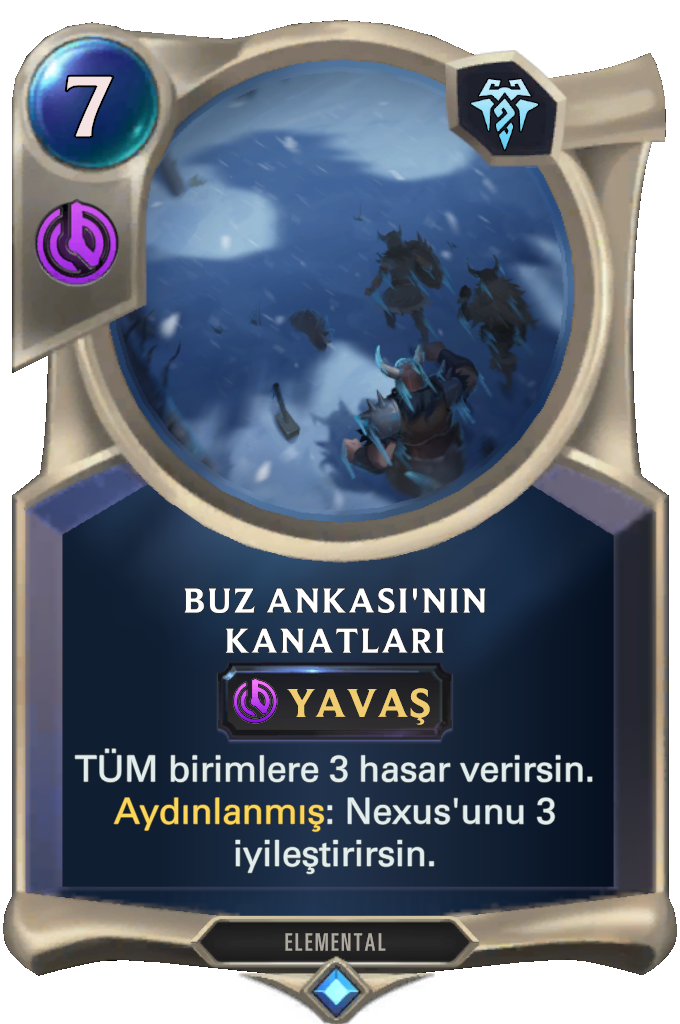 7
BUZ ANKASI'NIN
KANATLARI
YAVAŞ
TÜM birimlere 3 hasar verirsin.
Aydınlanmış: Nexus'unu 3
iyileştirirsin.
ELEMENTAL